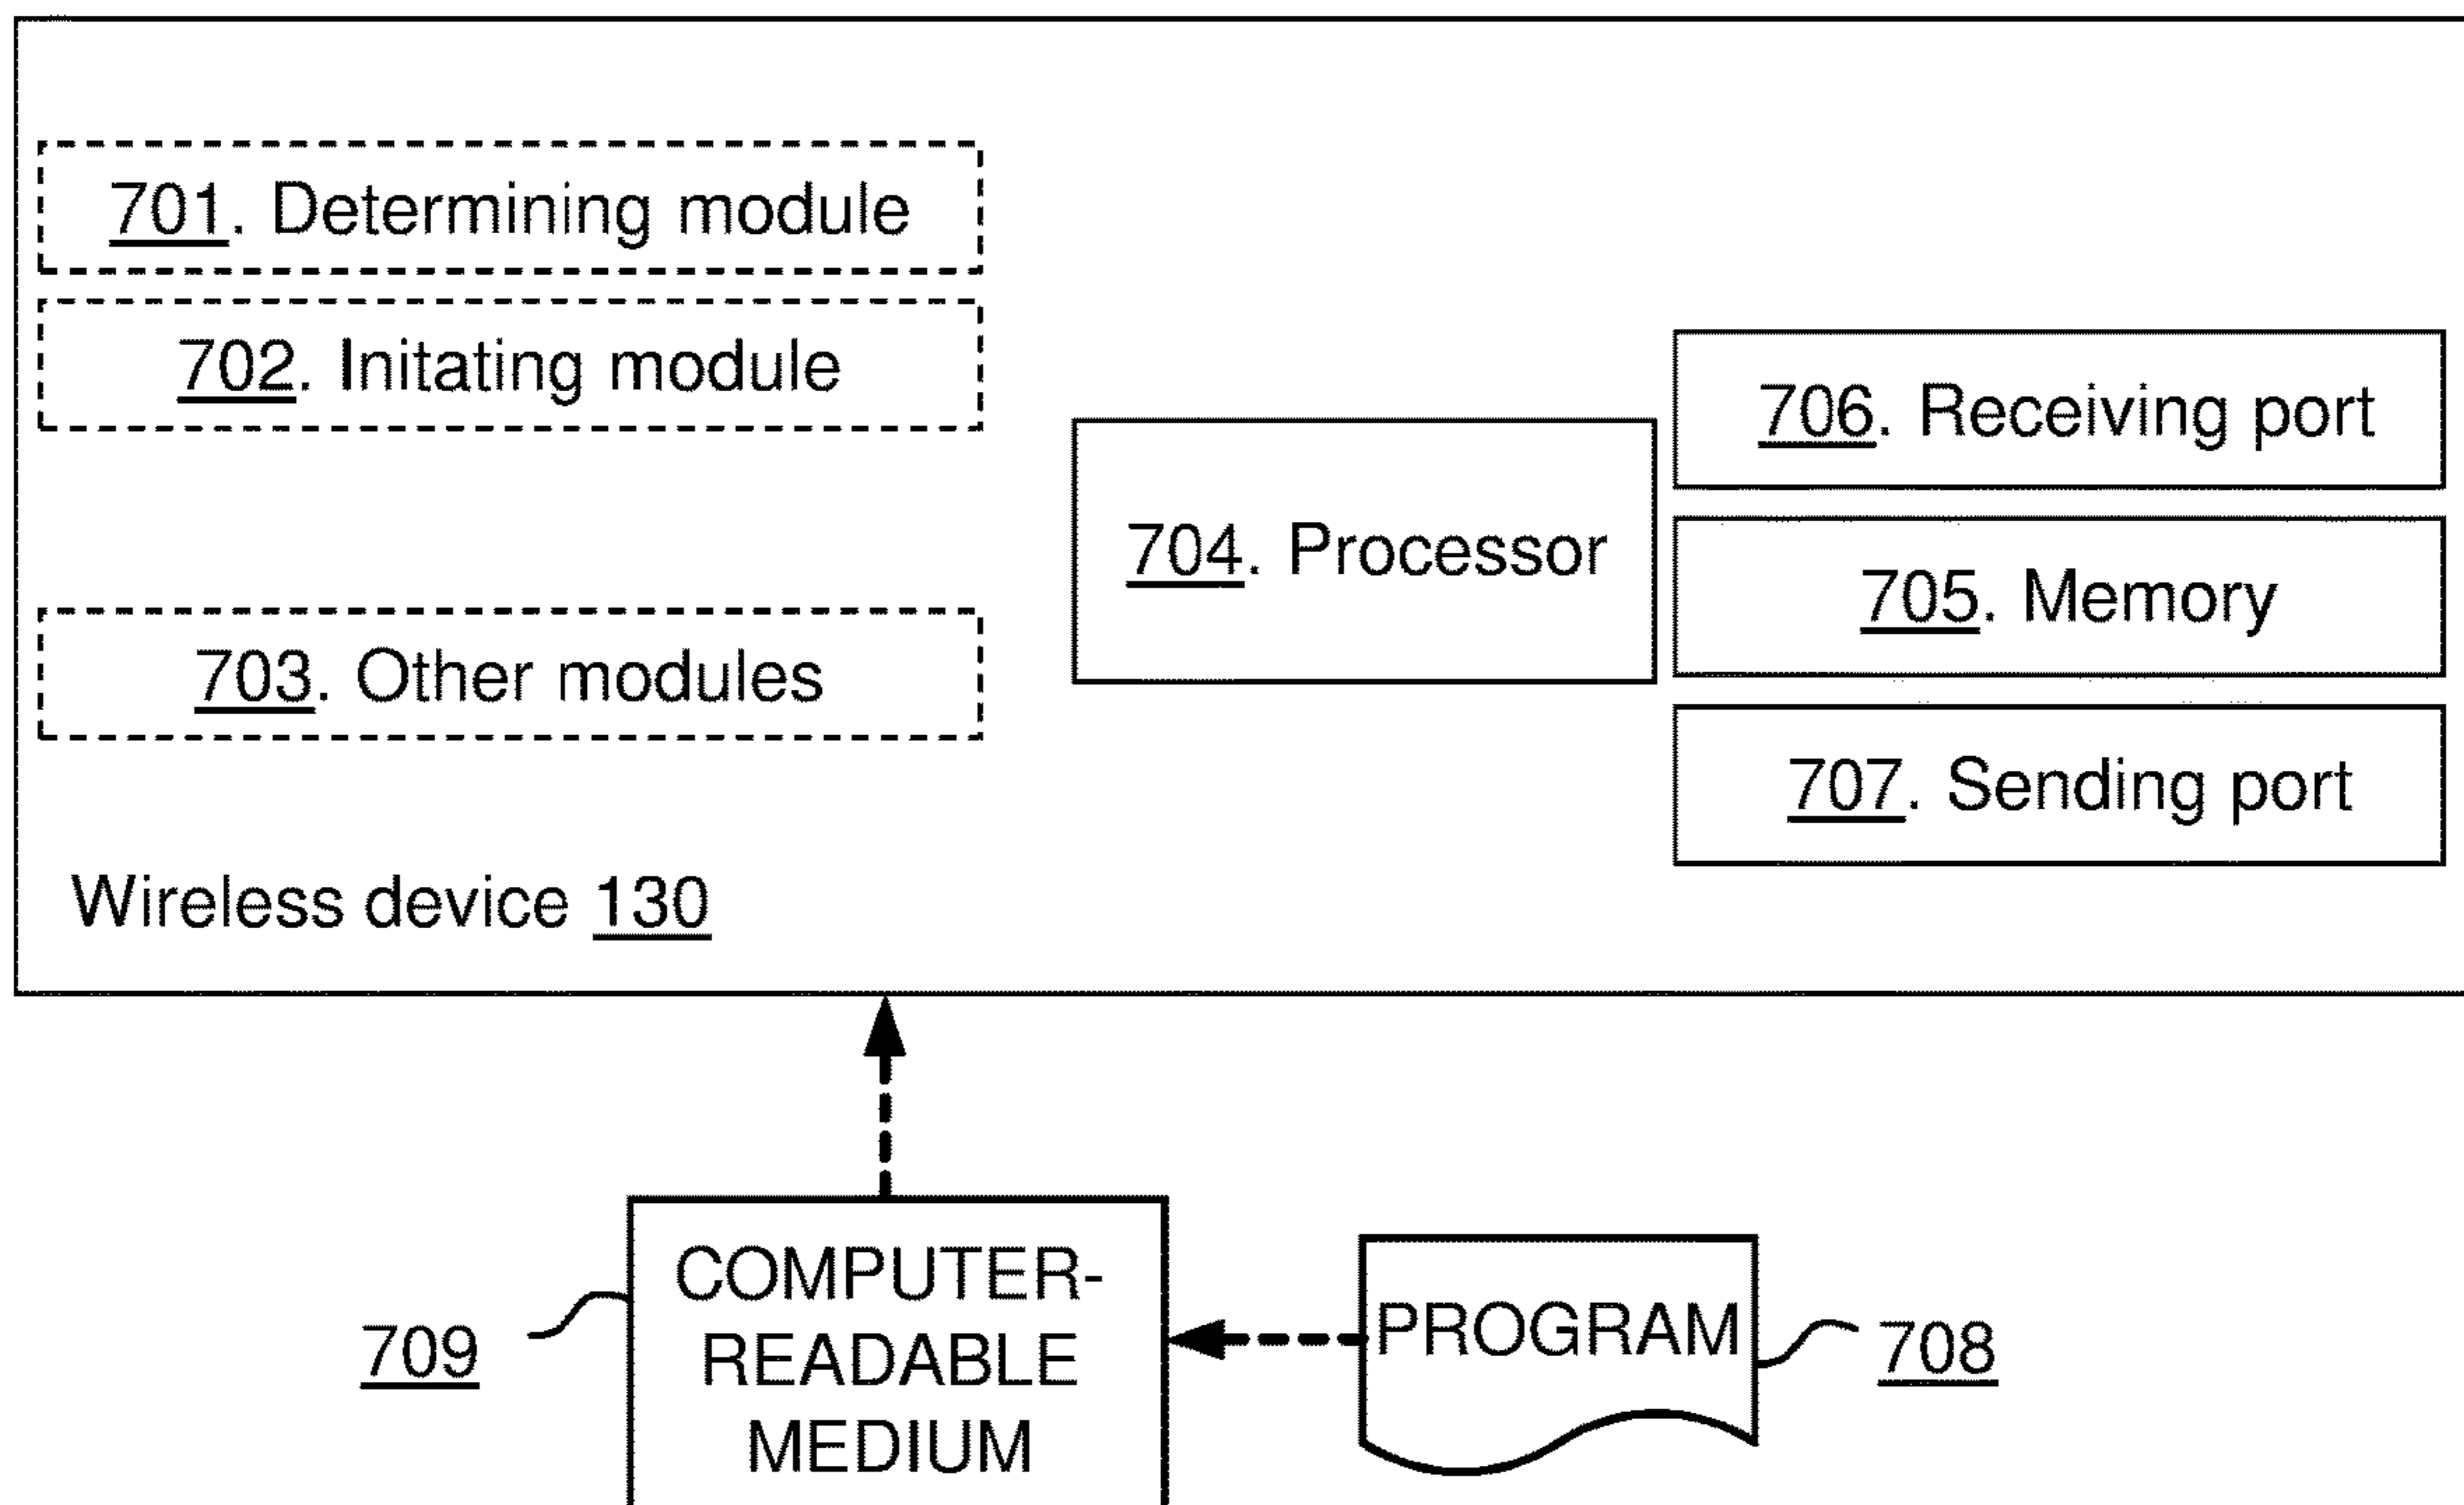 701. Determining module
702. Initating module
706. Receiving port
704. Processor
705. Memory
703. Other modules
707. Sending port
Wireless device 130
COMPUTER-
READABLE
MEDIUM
709
PROGRAM
708